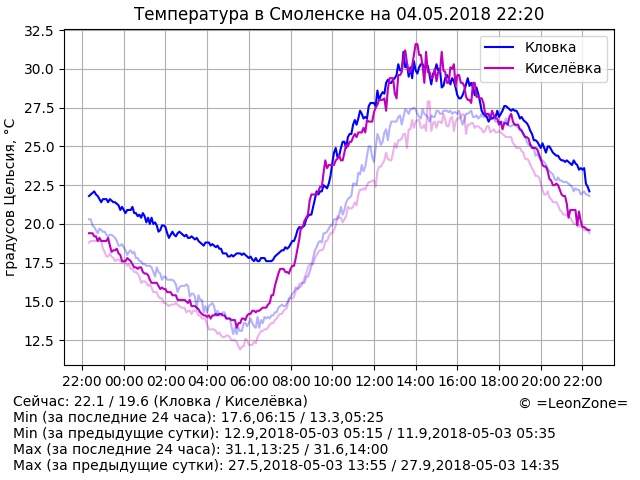 Температура в Смоленске на 04.05.2018 22:20
градусов Цельсия, °C
32.5
30.0
27.5
25.0
22.5
20.0
17.5
15.0
12.5
Кловка
Киселёвка
22:00 00:00 02:00 04:00 06:00 08:00 10:00 12:00 14:00 16:00 18:00 20:00 22:00
Сейчас: 22.1 / 19.6 (Кловка / Киселёвка)
© =LeonZone=
Min (за последние 24 часа): 17.6,06:15 / 13.3,05:25
Min (за предыдущие сутки): 12.9,2018-05-03 05:15 / 11.9,2018-05-03 05:35
Max (за последние 24 часа): 31.1,13:25 / 31.6,14:00
Max (за предыдущие сутки): 27.5,2018-05-03 13:55 / 27.9,2018-05-03 14:35